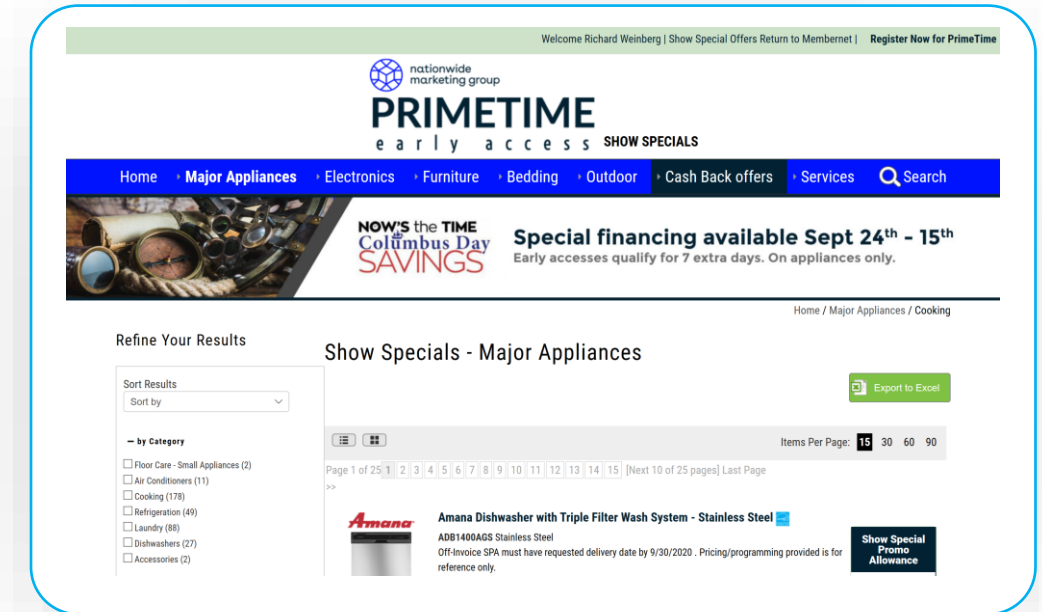 Welcome Richard Weinberg | Show Special Offers Return to Membernet | Register Now for PrimeTime
nationwide
marketing group
PRIMETIME
early access SHOW SPECIALS
Home Major Appliances Electronics Furniture Bedding Outdoor Cash Back offers Services Search
NOW'S the TIME
Columbus Day
SAVINGS
Special financing available Sept 24th - 15th
Early accesses qualify for 7 extra days. On appliances only.
Home / Major Appliances / Cooking
Refine Your Results
Show Specials - Major Appliances
Sort Results
Sort by
Export to Excel
— by Category
Items Per Page: 15 30 60 90
Floor Care - Small Appliances (2)
Air Conditioners (11)
Cooking (178)
Refrigeration (49)
Laundry (88)
Dishwashers (27)
Accessories (2)
Page 1 of 25 1 2 3 4 5 6 7 8 9 10 11 12 13 14 15 [Next 10 of 25 pages] Last Page
>>
Amana
Amana Dishwasher with Triple Filter Wash System - Stainless Steel
ADB1400AGS Stainless Steel
Off-Invoice SPA must have requested delivery date by 9/30/2020 . Pricing/programming provided is for
reference only.
Show Special
Promo
Allowance